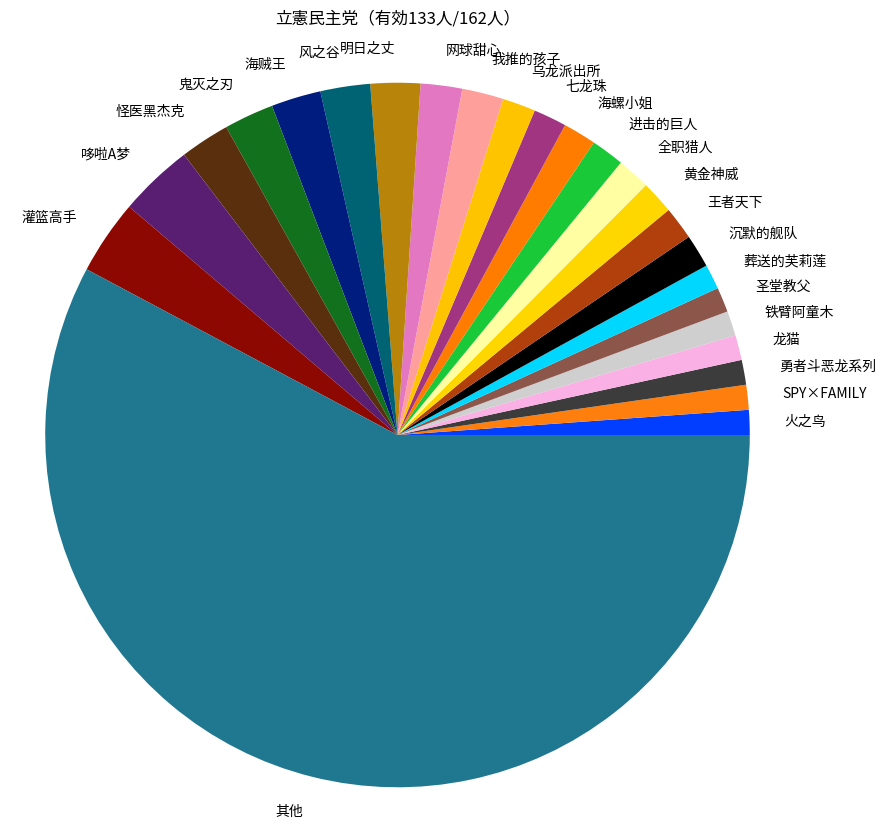 立憲民主党（有効133人/162人）
明日之丈
网球甜心
风之谷
我推的孩子
海贼王
乌龙派出所
鬼灭之刃
七龙珠
怪医黑杰克
海螺小姐
进击的巨人
全职猎人
哆啦A梦
黄金神威
王者天下
灌篮高手
沉默的舰队
葬送的芙莉莲
圣堂教父
铁臂阿童木
龙猫
勇者斗恶龙系列
SPY×FAMILY
火之鸟
其他